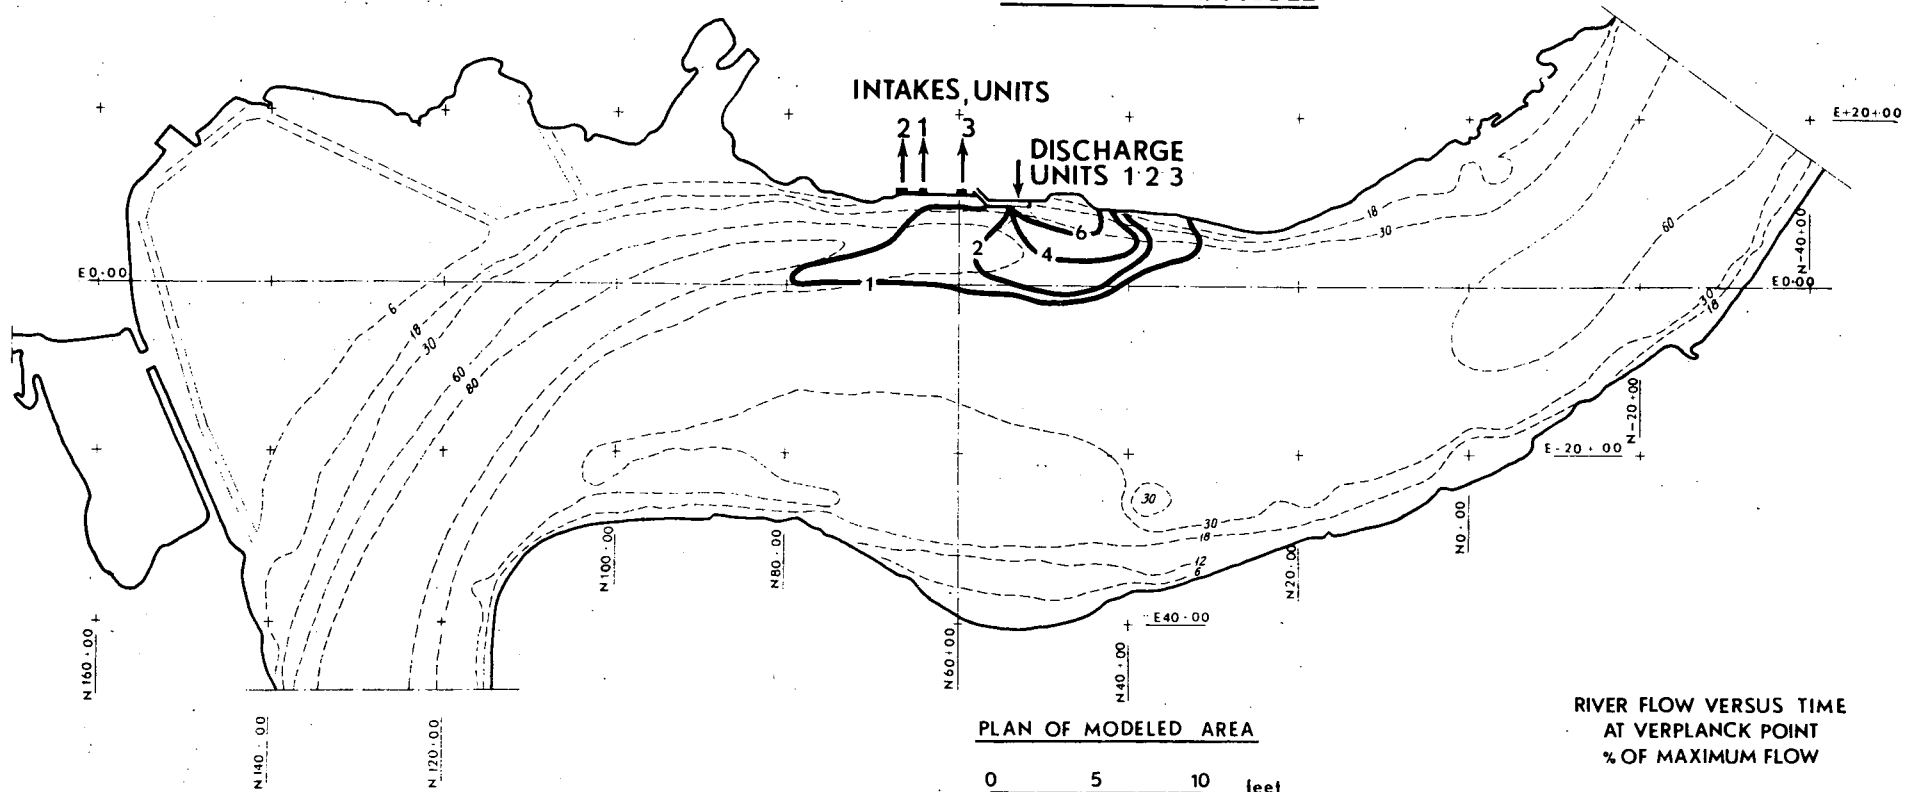 INTAKES, UNITS
2 1 3
DISCHARGE
UNITS 1 2 3
E+20+00
18
30
60
6
2
4
1
E0+00
N-40+00
E0+00
30
18
6
18
30
60
80
N-20+00
E-20+00
30
30
18
12
6
N0+00
N20+00
N100+00
N80+00
E40+00
N60+00
N40+00
N160+00
N140+00
N120+00
PLAN OF MODELED AREA
0 5 10 feet
RIVER FLOW VERSUS TIME
AT VERPLANCK POINT
% OF MAXIMUM FLOW